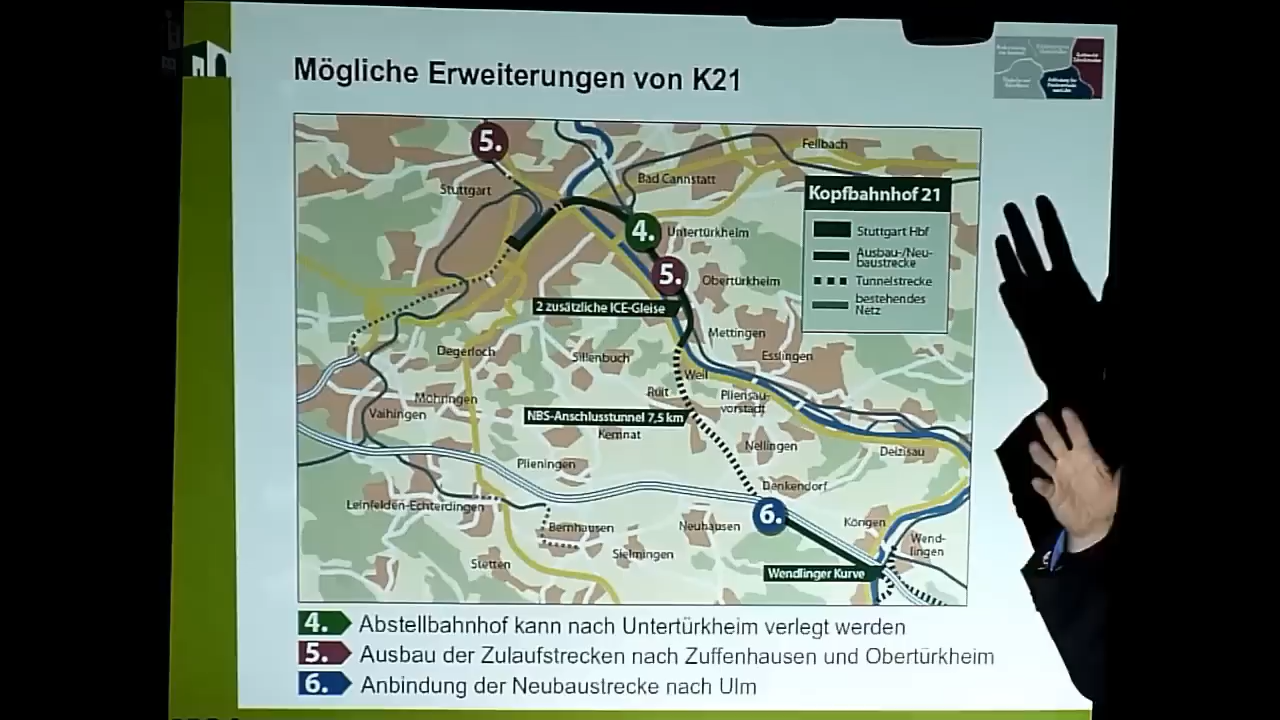 Mögliche Erweiterungen von K21
5.
Fellbach
Stuttgart
Bad Cannstatt
Kopfbahnhof 21
4.
Untertürkheim
Stuttgart Hbf
Ausbau-/Neu-
baustrecke
5.
Obertürkheim
Tunnelstrecke
2 zusätzliche ICE-Gleise
bestehendes
Netz
Mettingen
Degerloch
Sillenbuch
Esslingen
Weil
Ruit
Pliensau-
vorstadt
Möhringen
Vaihingen
NBS-Anschlusstunnel 7,5 km
Kemnat
Nellingen
Deizisau
Plieningen
Denkendorf
Leinfelden-Echterdingen
6.
Bernhausen
Neuhausen
Köngen
Wend-
lingen
Sielmingen
Stetten
Wendlinger Kurve
4. Abstellbahnhof kann nach Untertürkheim verlegt werden
5. Ausbau der Zulaufstrecken nach Zuffenhausen und Obertürkheim
6. Anbindung der Neubaustrecke nach Ulm